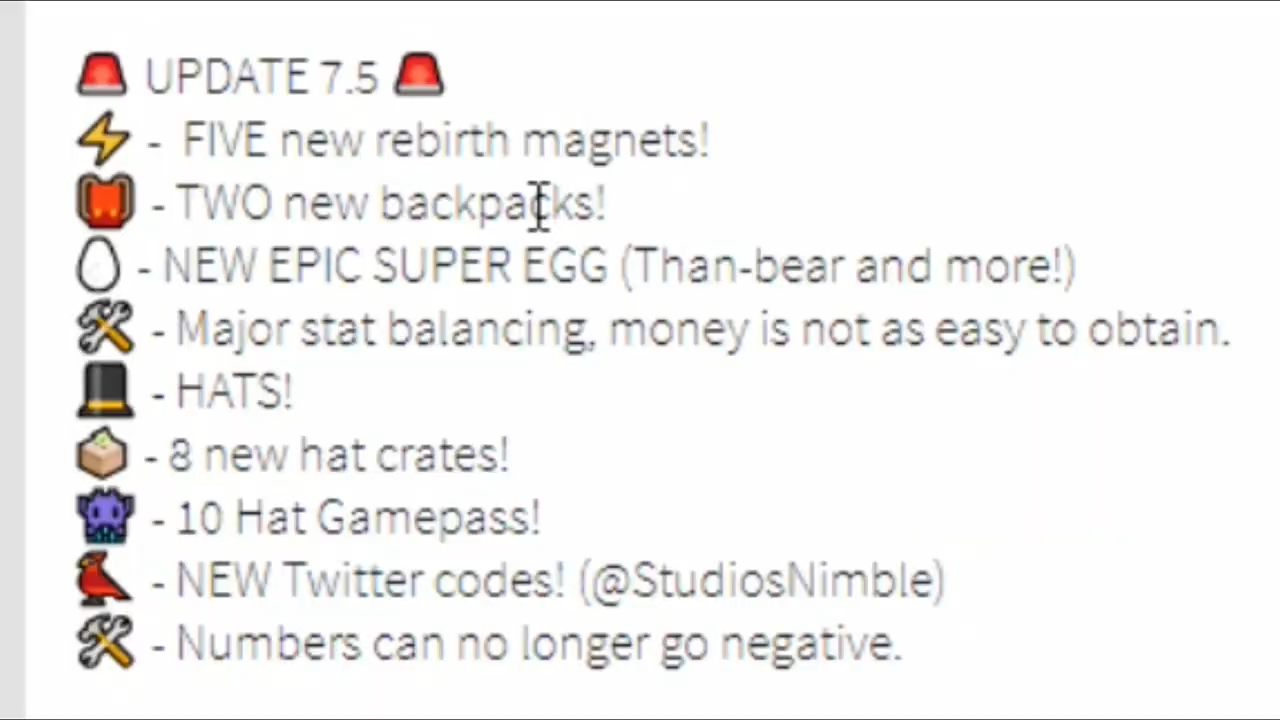 🚨 UPDATE 7.5 🚨
⚡ - FIVE new rebirth magnets!
🎒 - TWO new backpacks!
🥚 - NEW EPIC SUPER EGG (Than-bear and more!)
🛠 - Major stat balancing, money is not as easy to obtain.
🎩 - HATS!
📦 - 8 new hat crates!
👾 - 10 Hat Gamepass!
🐦 - NEW Twitter codes! (@StudiosNimble)
🛠 - Numbers can no longer go negative.